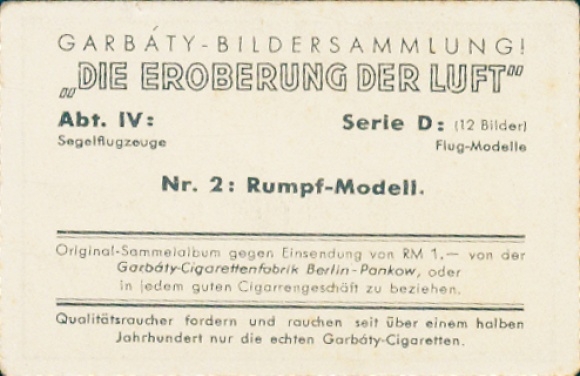 GARBÁTY-BILDERSAMMLUNG!
„DIE EROBERUNG DER LUFT"
Abt. IV: Serie D: (12 Bilder)
Segelflugzeuge Flug-Modelle
Nr. 2: Rumpf-Modell.
Original-Sammelalbum gegen Einsendung von RM 1.— von der
Garbáty-Cigarettenfabrik Berlin-Pankow, oder
in jedem guten Cigarrengeschäft zu beziehen.
Qualitätsraucher fordern und rauchen seit über einem halben
Jahrhundert nur die echten Garbáty-Cigaretten.